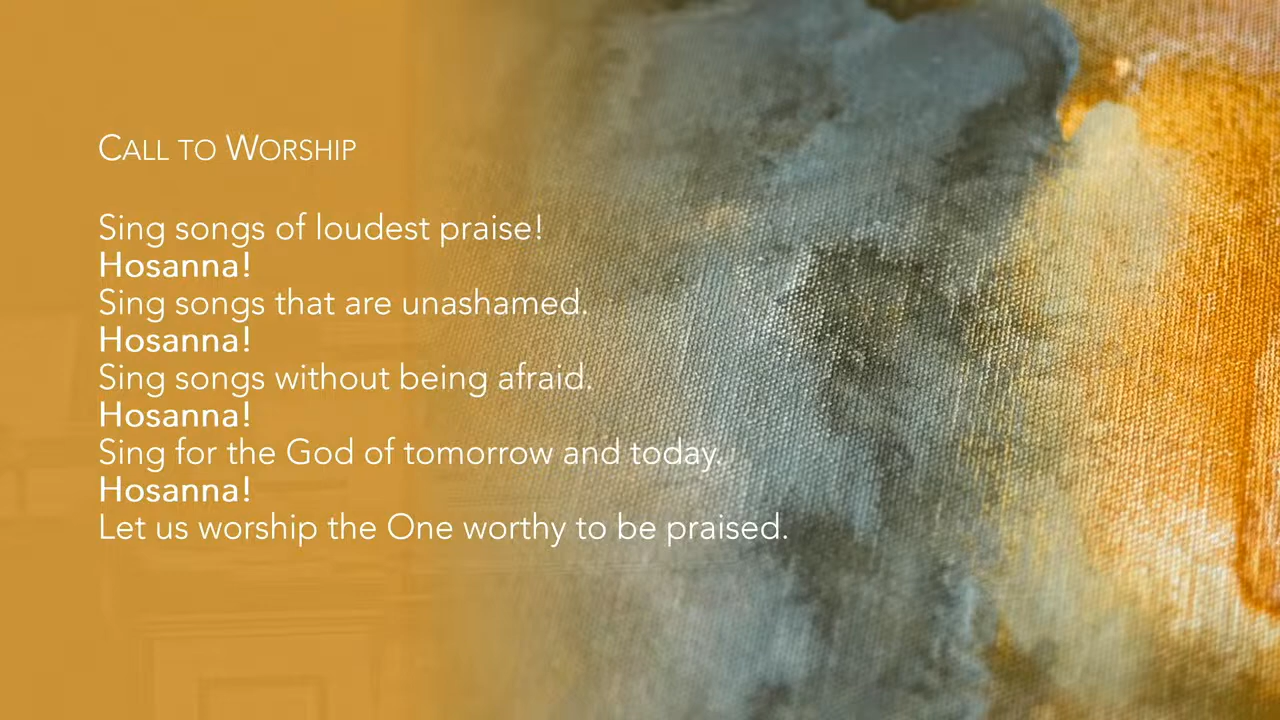 CALL TO WORSHIP
Sing songs of loudest praise!
Hosanna!
Sing songs that are unashamed.
Hosanna!
Sing songs without being afraid.
Hosanna!
Sing for the God of tomorrow and today.
Hosanna!
Let us worship the One worthy to be praised.